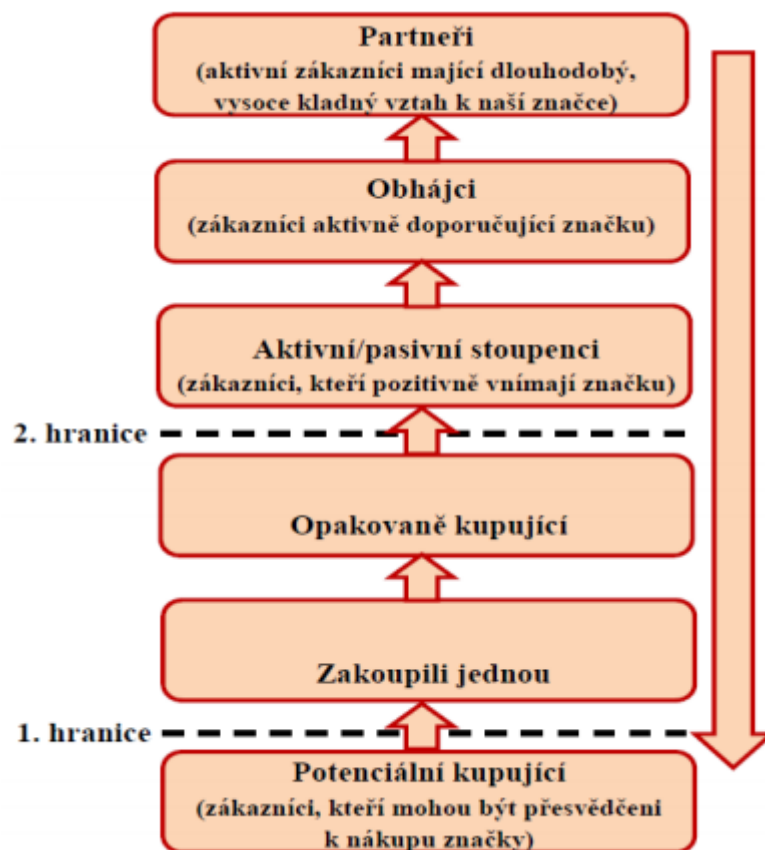 Partneři
(aktivní zákazníci mající dlouhodobý,
vysoce kladný vztah k naší značce)
Obhájci
(zákazníci aktivně doporučující značku)
Aktivní/pasivní stoupenci
(zákazníci, kteří pozitivně vnímají značku)
2. hranice
Opakovaně kupující
Zakoupili jednou
1. hranice
Potenciální kupující
(zákazníci, kteří mohou být přesvědčeni
k nákupu značky)